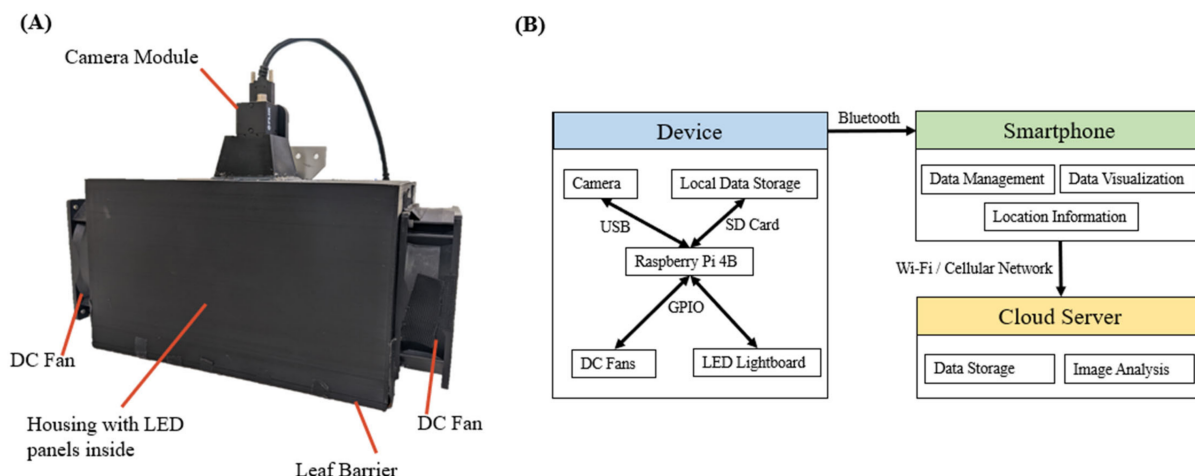 (A)
Camera Module
DC Fan
Housing with LED
panels inside
DC Fan
Leaf Barrier
(B)
Device
Camera
Local Data Storage
USB
SD Card
Raspberry Pi 4B
GPIO
DC Fans
LED Lightboard
Bluetooth
Smartphone
Data Management
Data Visualization
Location Information
Wi-Fi / Cellular Network
Cloud Server
Data Storage
Image Analysis